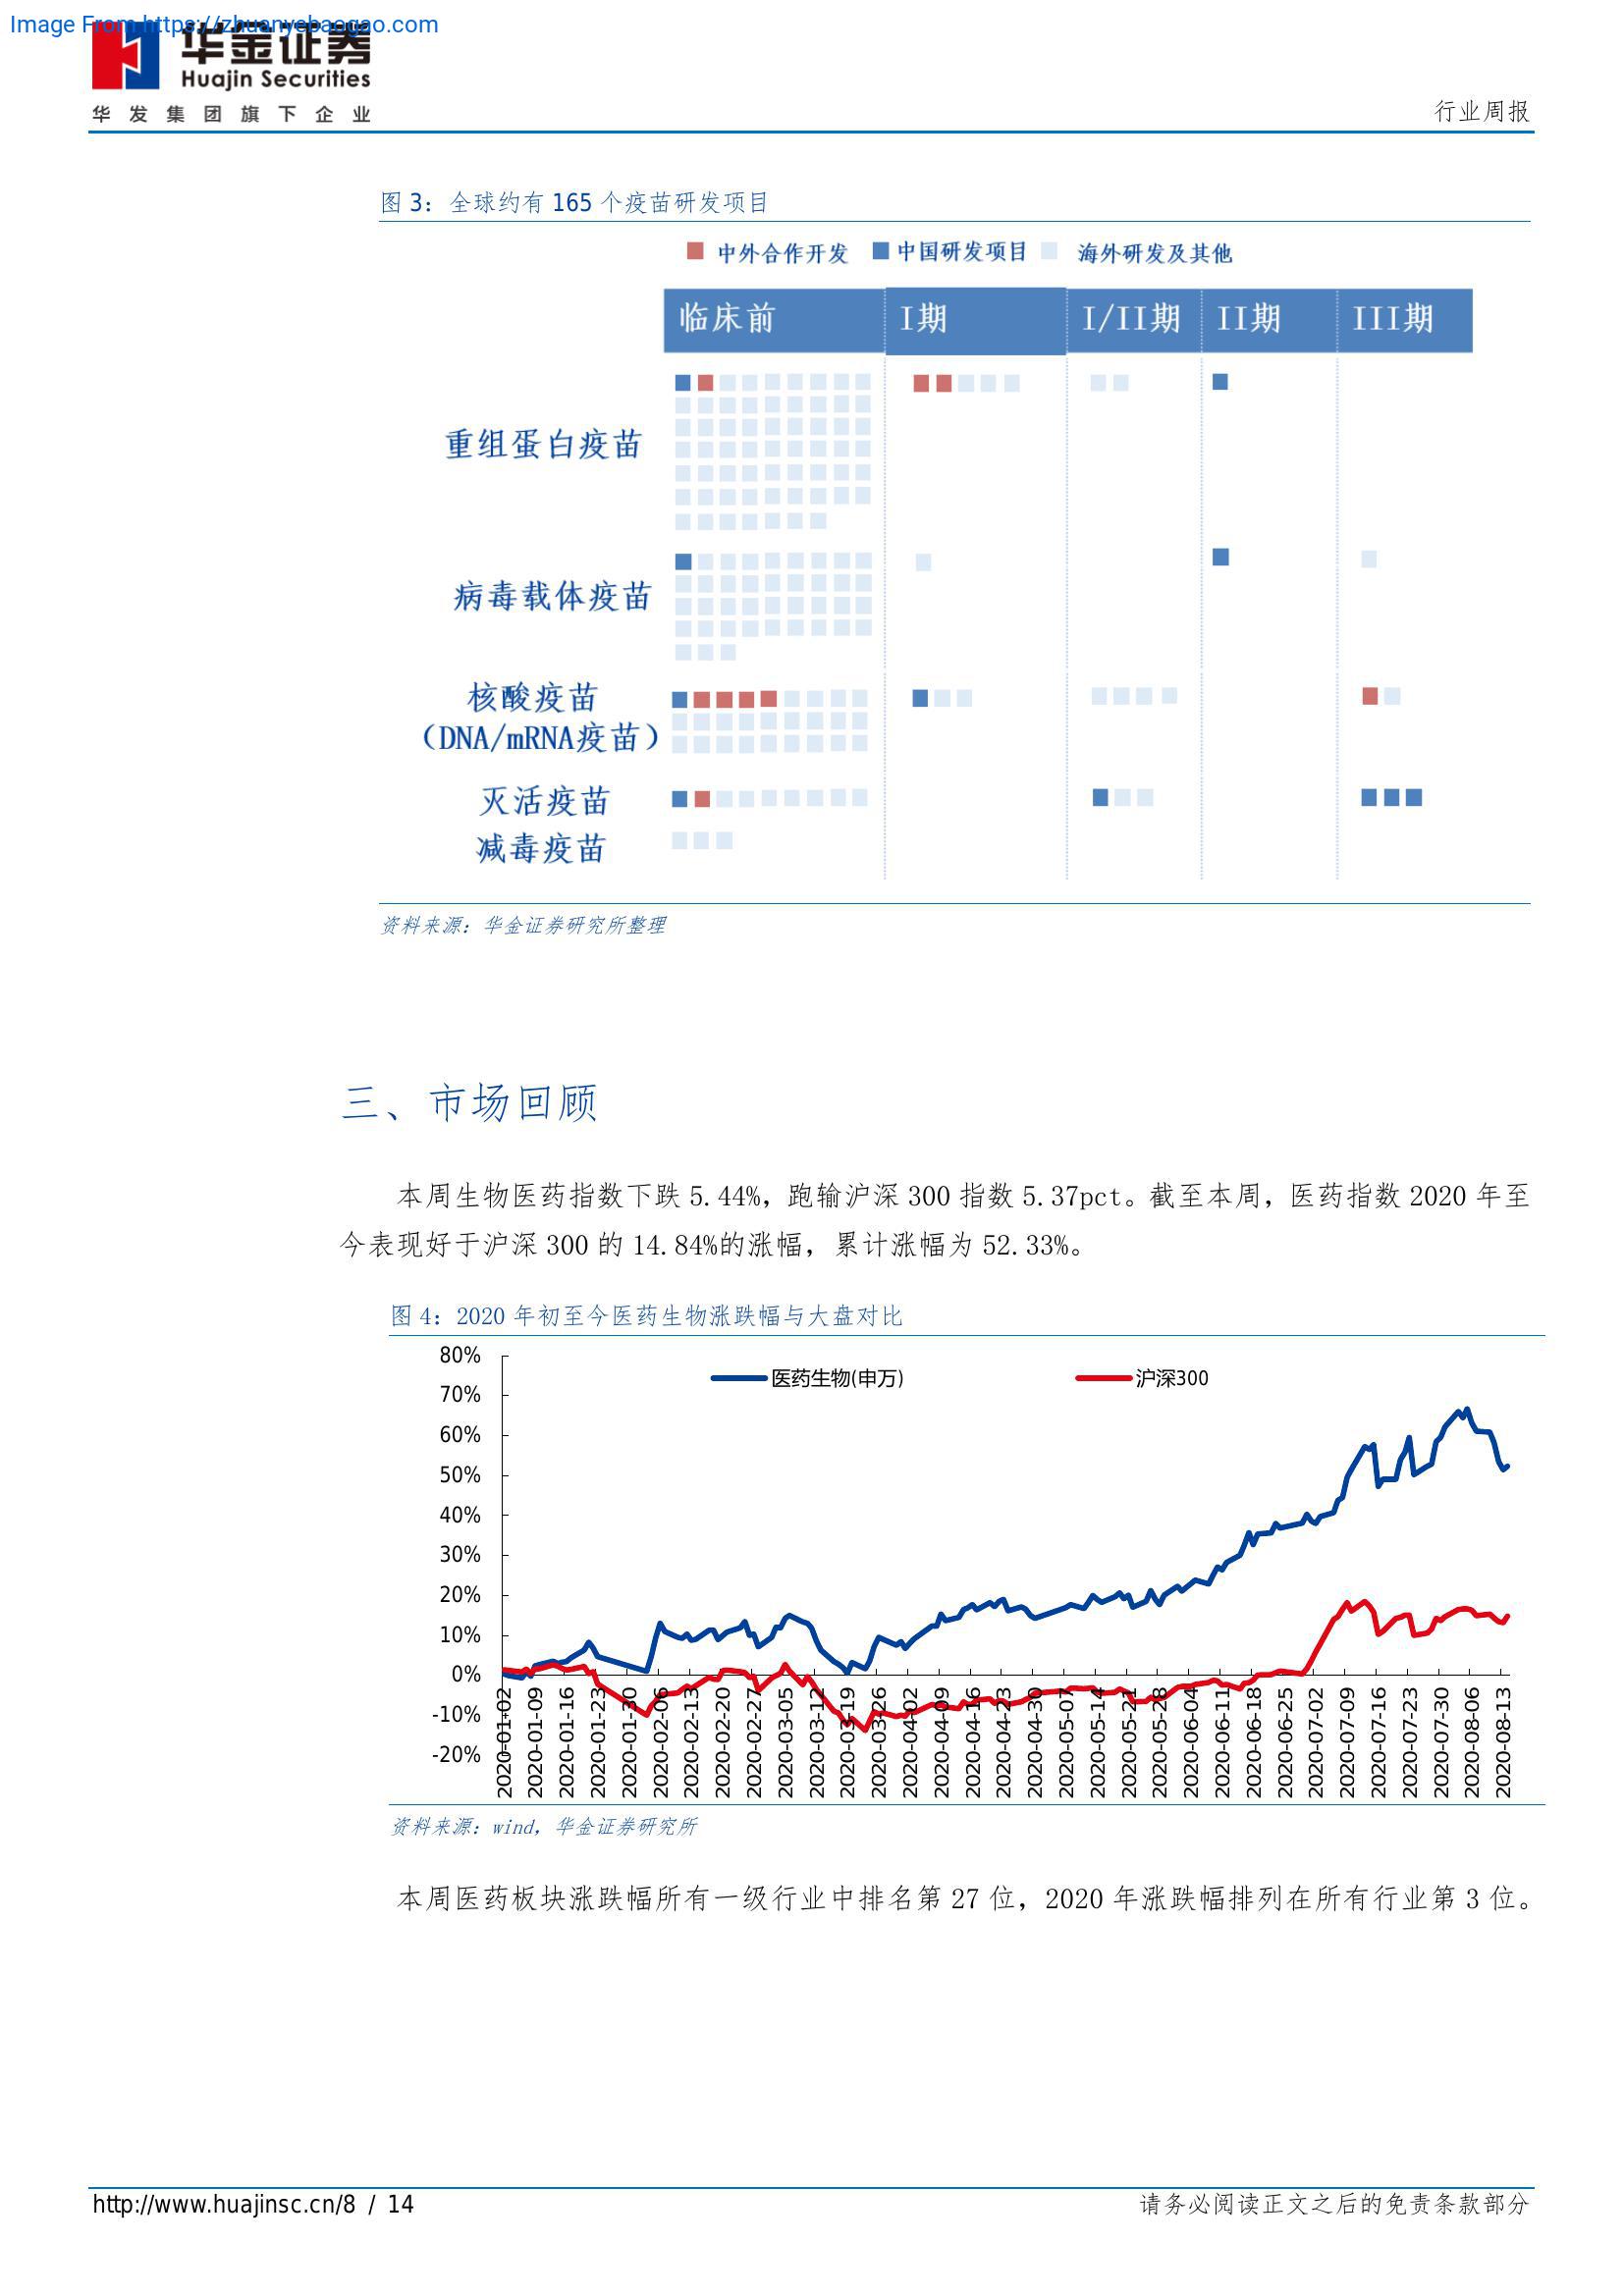 Image From https://zhuanyebaogao.com
华金证券
Huajin Securities
华发集团旗下企业
行业周报
图 3：全球约有 165 个疫苗研发项目
中外合作开发 中国研发项目 海外研发及其他
临床前 I期 I/II期 II期 III期
重组蛋白疫苗
病毒载体疫苗
核酸疫苗
（DNA/mRNA疫苗）
灭活疫苗
减毒疫苗
资料来源：华金证券研究所整理
三、市场回顾
本周生物医药指数下跌 5.44%，跑输沪深 300 指数 5.37pct。截至本周，医药指数 2020 年至
今表现好于沪深 300 的 14.84%的涨幅，累计涨幅为 52.33%。
图 4：2020 年初至今医药生物涨跌幅与大盘对比
医药生物(申万) 沪深300
80%
70%
60%
50%
40%
30%
20%
10%
0%
-10%
-20%
2020-01-02
2020-01-09
2020-01-16
2020-01-23
2020-01-30
2020-02-06
2020-02-13
2020-02-20
2020-02-27
2020-03-05
2020-03-12
2020-03-19
2020-03-26
2020-04-02
2020-04-09
2020-04-16
2020-04-23
2020-04-30
2020-05-07
2020-05-14
2020-05-21
2020-05-28
2020-06-04
2020-06-11
2020-06-18
2020-06-25
2020-07-02
2020-07-09
2020-07-16
2020-07-23
2020-07-30
2020-08-06
2020-08-13
资料来源：wind，华金证券研究所
本周医药板块涨跌幅所有一级行业中排名第 27 位，2020 年涨跌幅排列在所有行业第 3 位。
http://www.huajinsc.cn/8 / 14
请务必阅读正文之后的免责条款部分